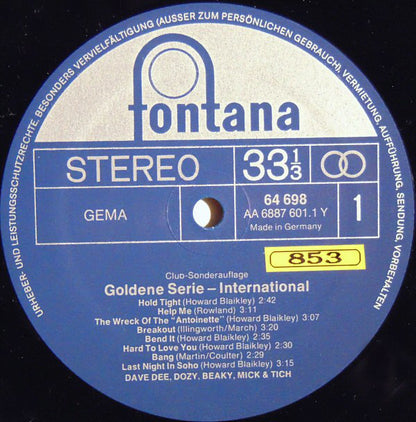 URHEBER- UND LEISTUNGSSCHUTZRECHTE, BESONDERS VERVIELFÄLTIGUNG (AUSSER ZUM PERSÖNLICHEN GEBRAUCH), VERMIETUNG, AUFFÜHRUNG, SENDUNG, VORBEHALTEN
fontana
STEREO 33 1/3
GEMA
64 698
AA 6887 601.1 Y
Made in Germany
1
853
Club-Sonderauflage
Goldene Serie – International
Hold Tight (Howard Blaikley) 2:42
Help Me (Rowland) 3:11
The Wreck Of The "Antoinette" (Howard Blaikley) 3:07
Breakout (Illingworth/March) 3:20
Bend It (Howard Blaikley) 2:35
Hard To Love You (Howard Blaikley) 2:30
Bang (Martin/Coulter) 2:29
Last Night In Soho (Howard Blaikley) 3:15
DAVE DEE, DOZY, BEAKY, MICK & TICH